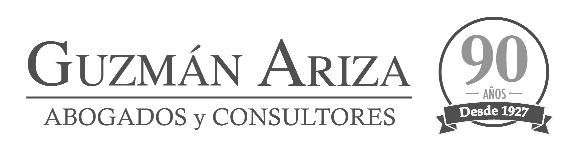 GUZMÁN ARIZA
ABOGADOS y CONSULTORES
90
AÑOS
Desde 1927